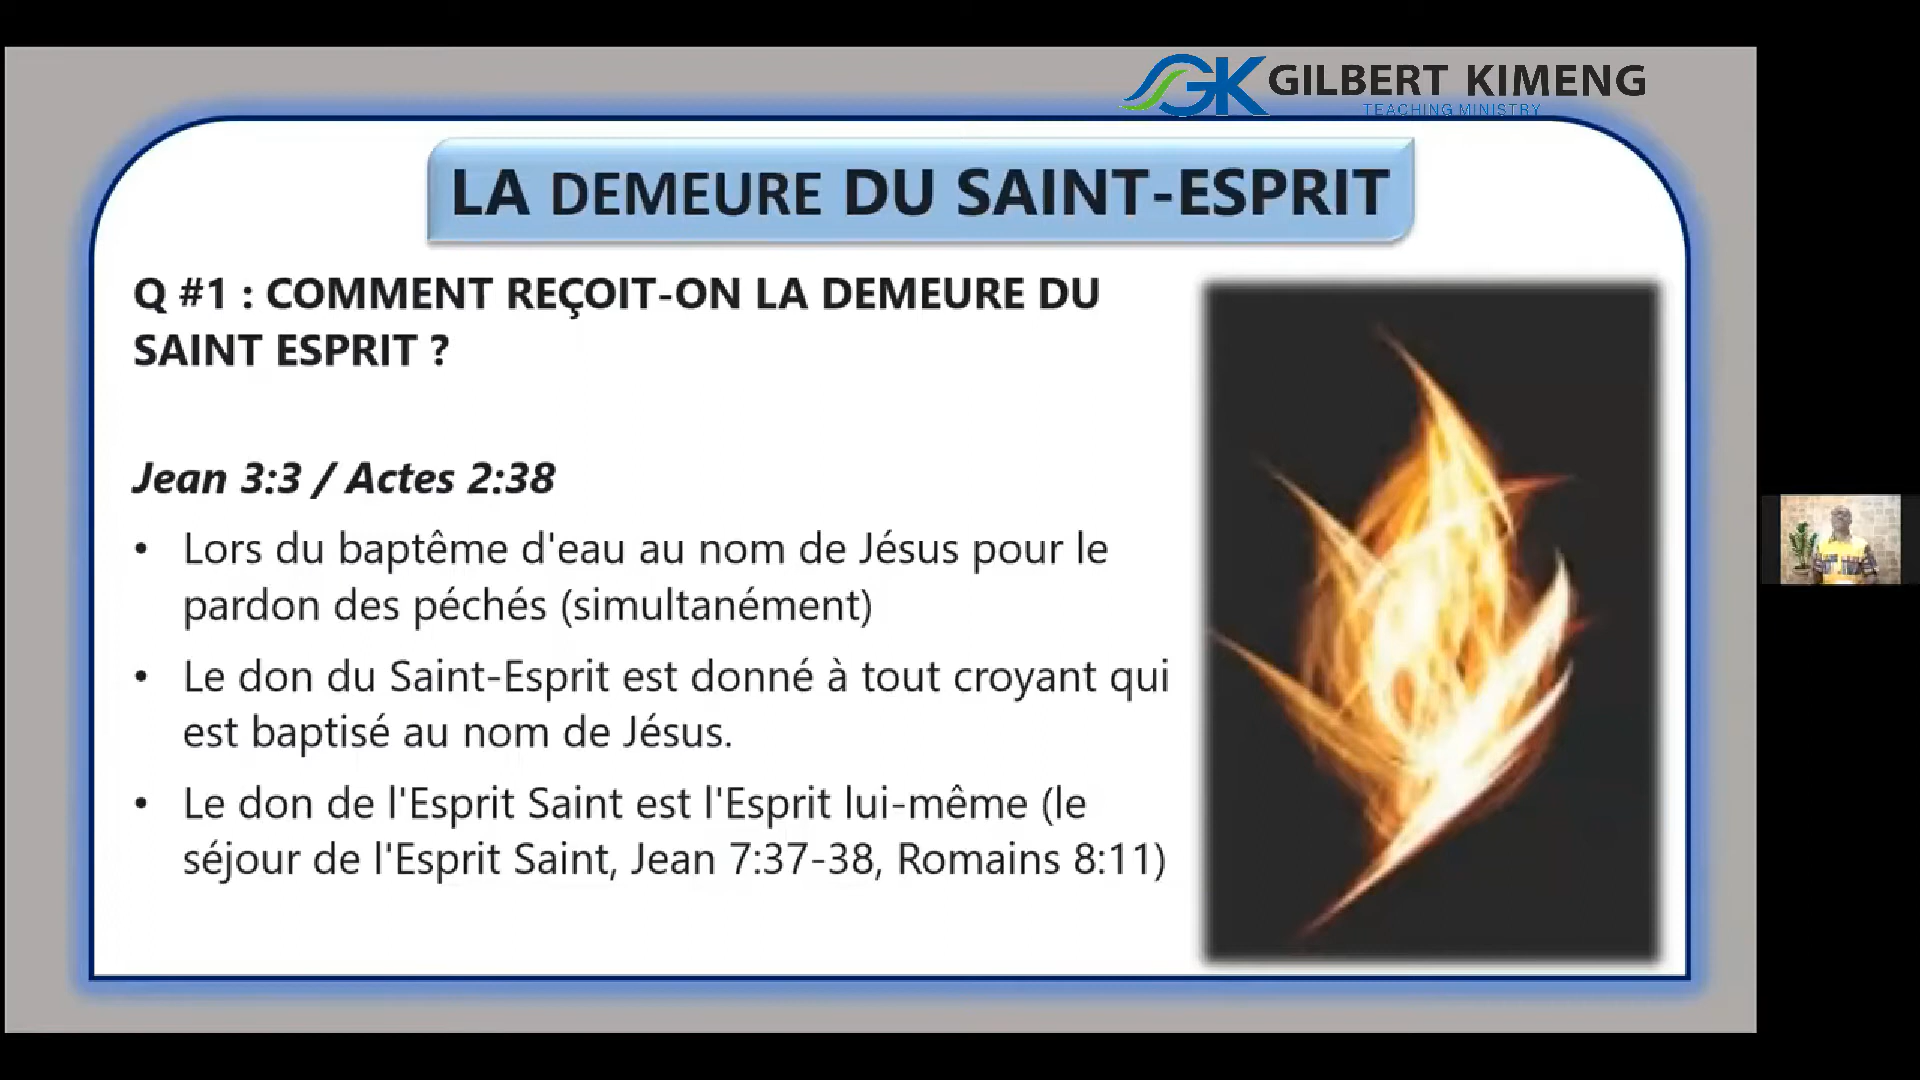 GK GILBERT KIMENG
TEACHING MINISTRY
LA DEMEURE DU SAINT-ESPRIT
Q #1 : COMMENT REÇOIT-ON LA DEMEURE DU
SAINT ESPRIT ?
Jean 3:3 / Actes 2:38
• Lors du baptême d'eau au nom de Jésus pour le
pardon des péchés (simultanément)
• Le don du Saint-Esprit est donné à tout croyant qui
est baptisé au nom de Jésus.
• Le don de l'Esprit Saint est l'Esprit lui-même (le
séjour de l'Esprit Saint, Jean 7:37-38, Romains 8:11)